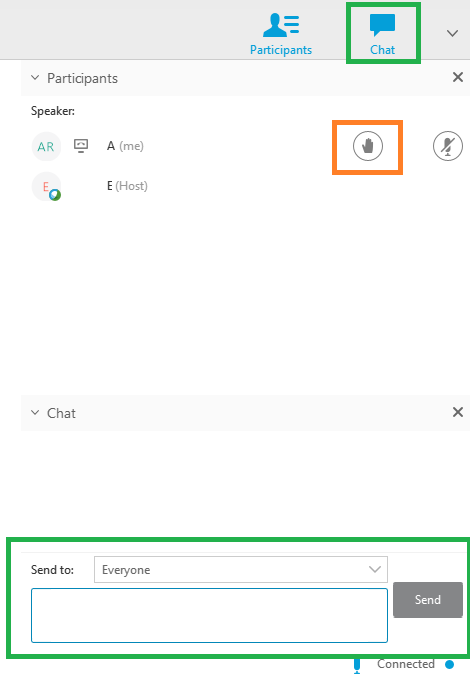 Participants
Chat
Participants
Speaker:
AR
A (me)
E
E (Host)
Chat
Send to:
Everyone
Send
Connected